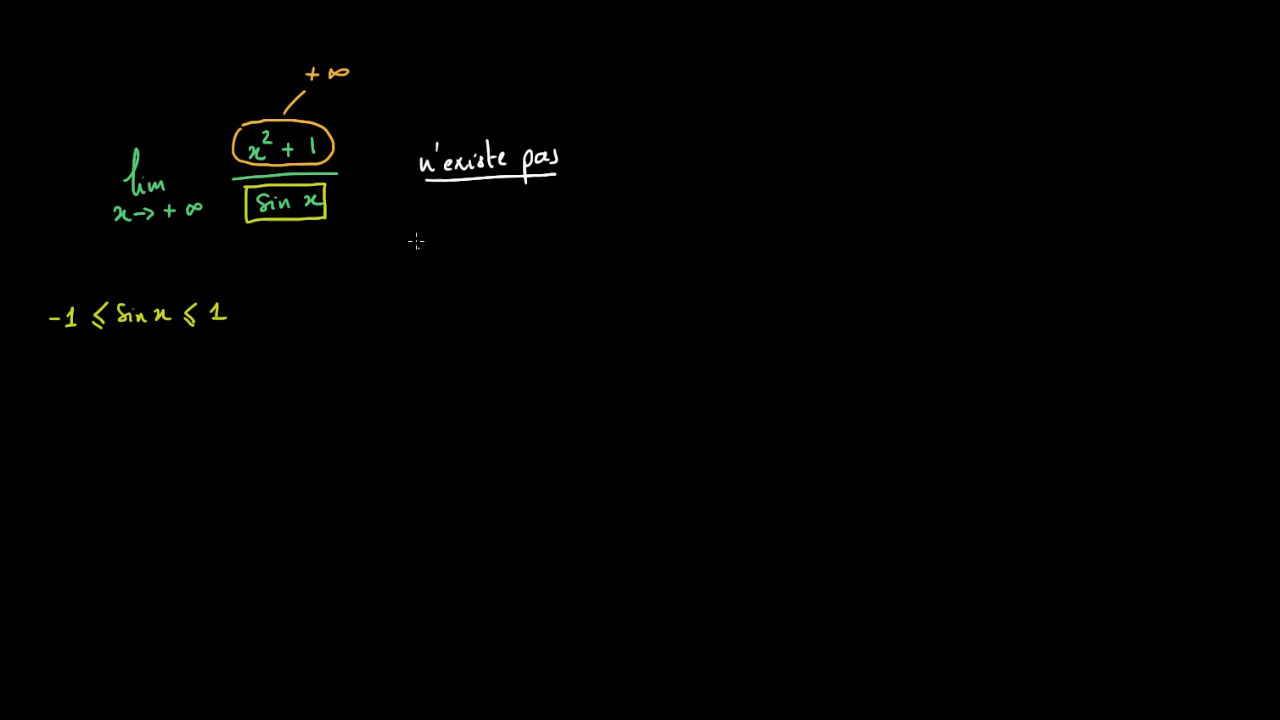 + ∞
x² + 1
lim n'existe pas
x → + ∞ sin x
-1 ⩽ sin x ⩽ 1